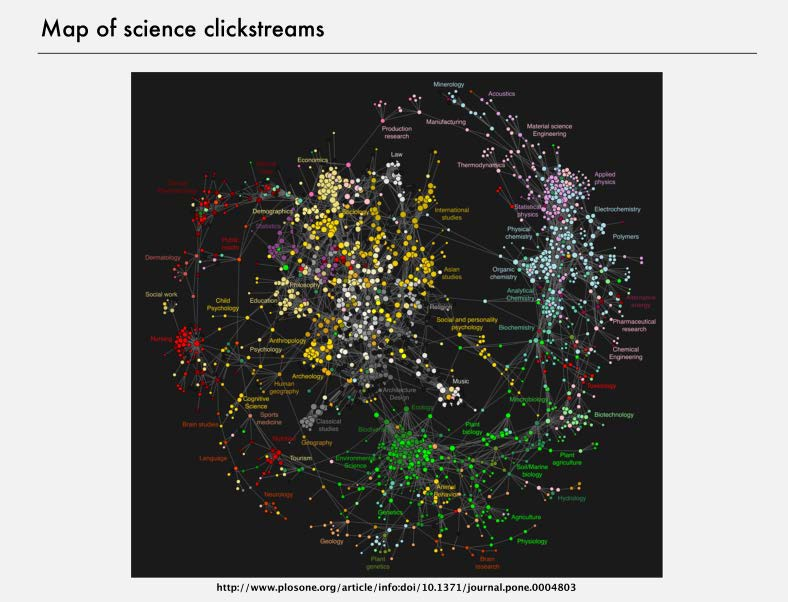 Map of science clickstreams
Minerology
Acoustics
Manufacturing
Production
research
Material science
Engineering
Law
Economics
Thermodynamics
Applied
physics
International
studies
Statistical
physics
Demographics
Electrochemistry
Statistics
Physical
chemistry
Polymers
Public
health
Dermatology
Asian
studies
Organic
chemistry
Philosophy
Social work
Education
Analytical
Chemistry
Alternative
energy
Child
Psychology
Religion
Social and personality
psychology
Biochemistry
Pharmaceutical
research
Nursing
Anthropology
Psychology
Chemical
Engineering
Archeology
Human
geography
Music
Toxicology
Architecture
Design
Cognitive
Science
Microbiology
Ecology
Sports
medicine
Biotechnology
Brain studies
Classical
studies
Plant
biology
Geography
Language
Tourism
Environmental
Science
Plant
agriculture
Soil/Marine
biology
Neurology
Animal
Behavior
Hydrology
Genetics
Agriculture
Geology
Physiology
Plant
genetics
Brain
research
http://www.plosone.org/article/info:doi/10.1371/journal.pone.0004803